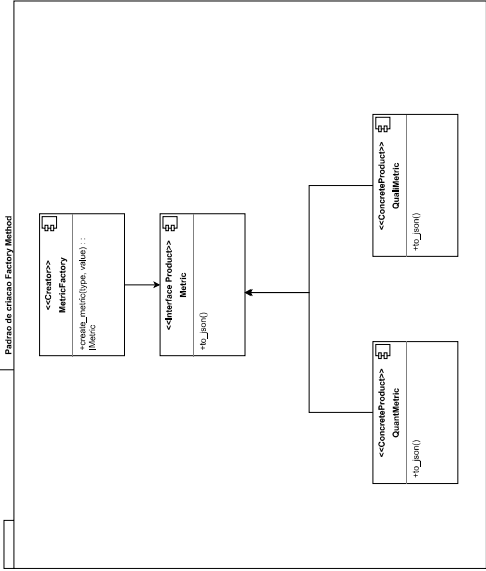 Padrao de criacao Factory Method
<<Creator>>
MetricFactory
+create_metric(type, value) : :
IMetric
<<Interface Product>>
Metric
+to_json()
<<ConcreteProduct>>
QuantMetric
+to_json()
<<ConcreteProduct>>
QualiMetric
+to_json()